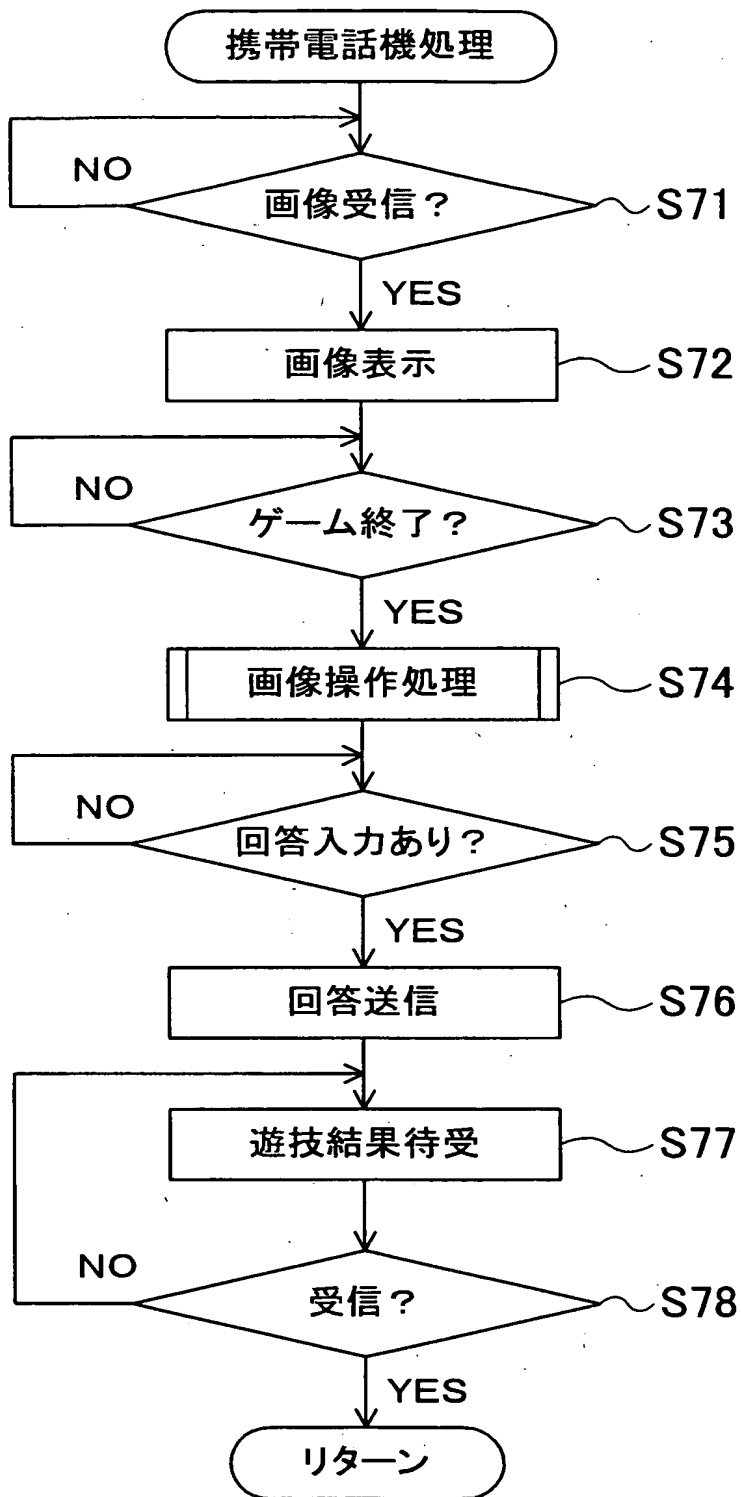 携帯電話機処理
NO
画像受信?
S71
YES
画像表示
S72
NO
ゲーム終了?
S73
YES
画像操作処理
S74
NO
回答入力あり?
S75
YES
回答送信
S76
遊技結果待受
S77
NO
受信?
S78
YES
リターン